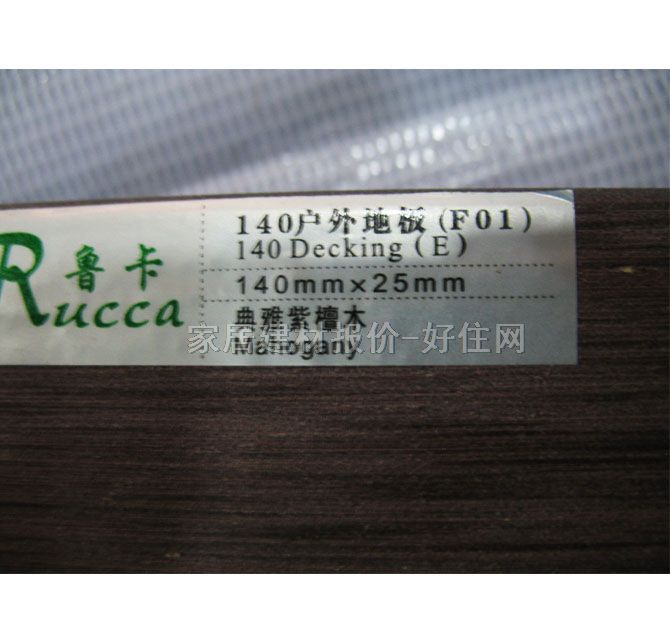 鲁卡
Rucca
140户外地板(F01)
140 Decking (E)
140mm×25mm
典雅紫檀木
Mahogany
家居建材报价-好住网